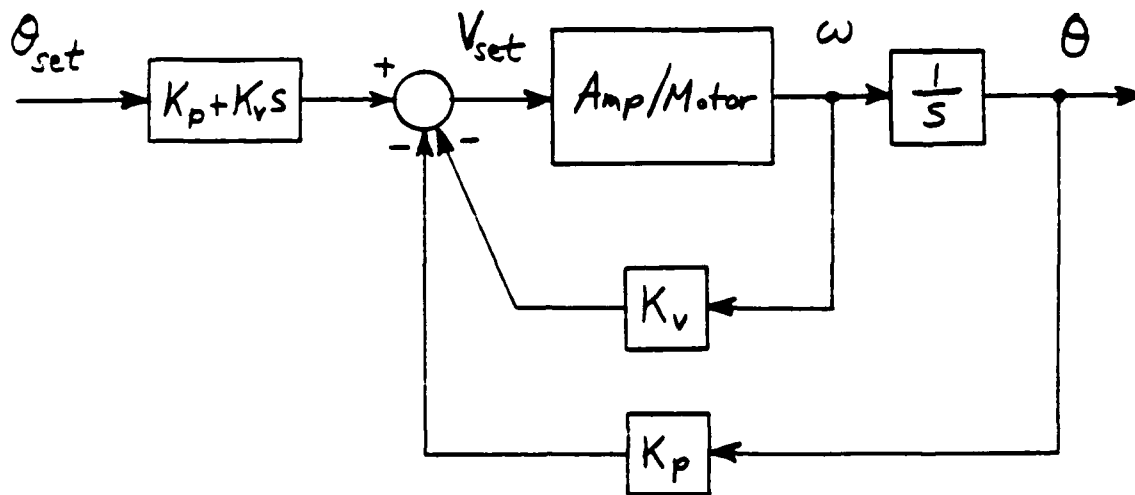 θset
Kp+Kvs
+
-
-
Vset
Amp/Motor
ω
1/s
θ
Kv
Kp